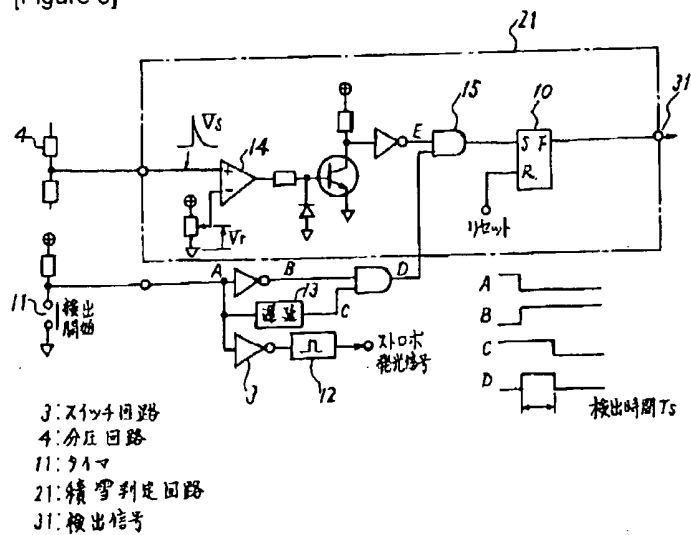 [Figure 3]
21
4
Vs
14
E
15
10
31
S F
R
Vr
リセット
A
B
D
11
検出
開始
13
遅延
C
ストロボ
発光信号
3
12
A
B
C
D
検出時間 Ts
3:スイッチ回路
4:分圧回路
11:タイマ
21:積雪判定回路
31:検出信号